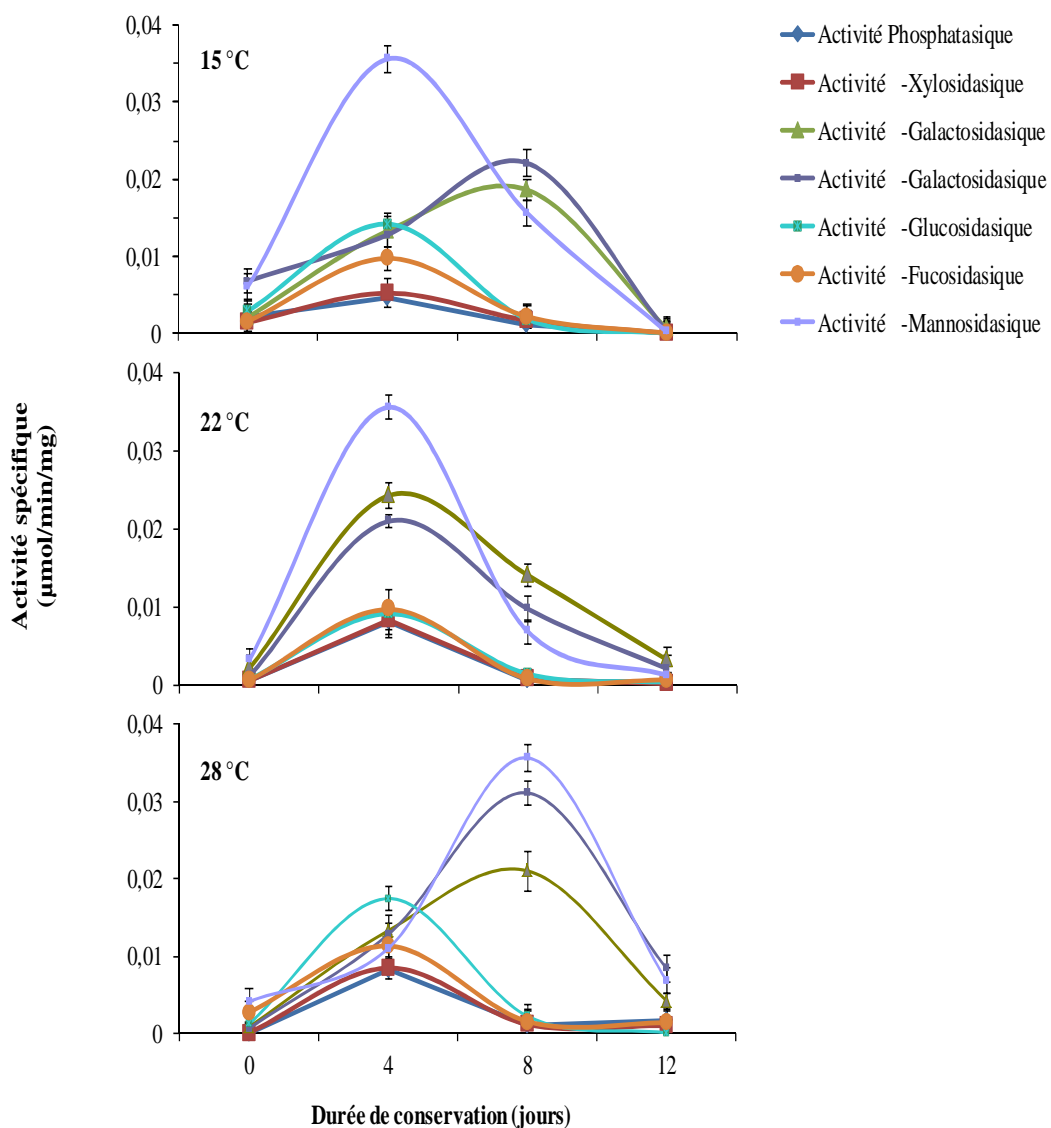 0,04
15 °C
0,03
0,02
0,01
0
Activité Phosphatasique
Activité -Xylosidasique
Activité -Galactosidasique
Activité -Galactosidasique
Activité -Glucosidasique
Activité -Fucosidasique
Activité -Mannosidasique
Activité spécifique
(µmol/min/mg)
0,04
22 °C
0,03
0,02
0,01
0
0,04
28 °C
0,03
0,02
0,01
0
0 4 8 12
Durée de conservation (jours)